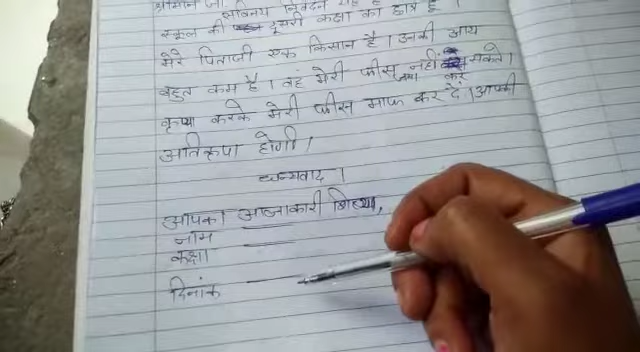 श्रीमान जी,
सविनय निवेदन यह है
स्कूल की दूसरी कक्षा का छात्र हूँ ।
मेरे पिताजी एक किसान है । उनकी आय
बहुत कम है । वह मेरी फीस नहीं जमा कर सकते ।
कृपा करके मेरी फीस माफ कर दें । आपकी
अतिकृपा होगी ।
धन्यवाद ।
आपका आज्ञाकारी शिष्य,
नाम
कक्षा
दिनांक